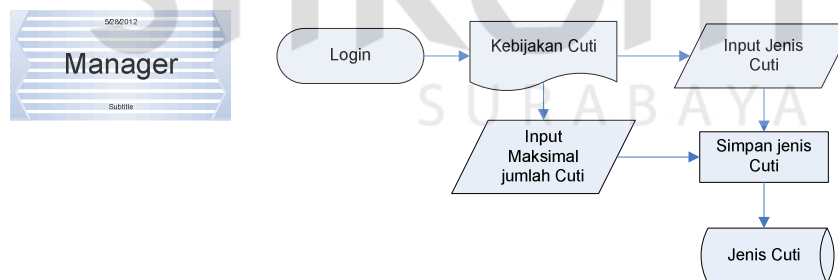 5/28/2012
Manager
Subtitle
Login
Kebijakan Cuti
Input Jenis
Cuti
SURABAYA
Input
Maksimal
jumlah Cuti
Simpan jenis
Cuti
Jenis Cuti